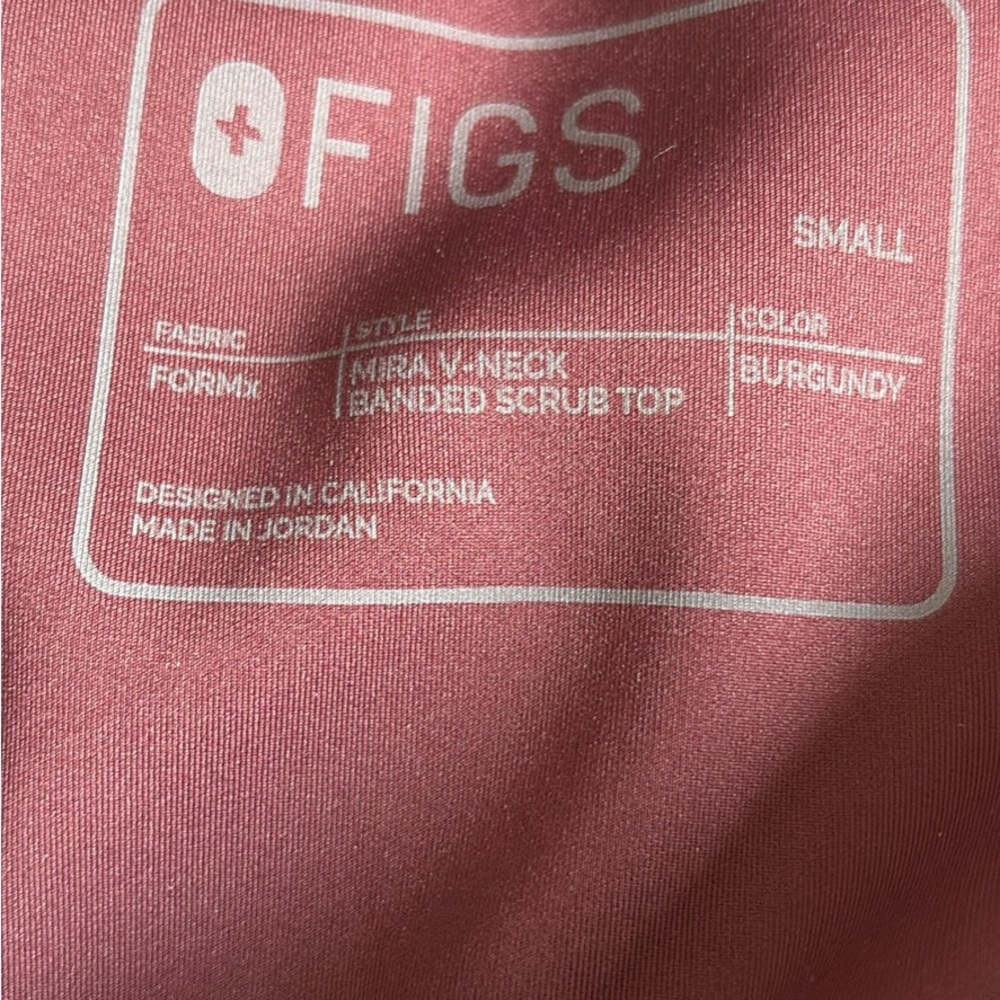 FIGS
SMALL
FABRIC STYLE COLOR
FORMx MIRA V-NECK BURGUNDY
BANDED SCRUB TOP
DESIGNED IN CALIFORNIA
MADE IN JORDAN